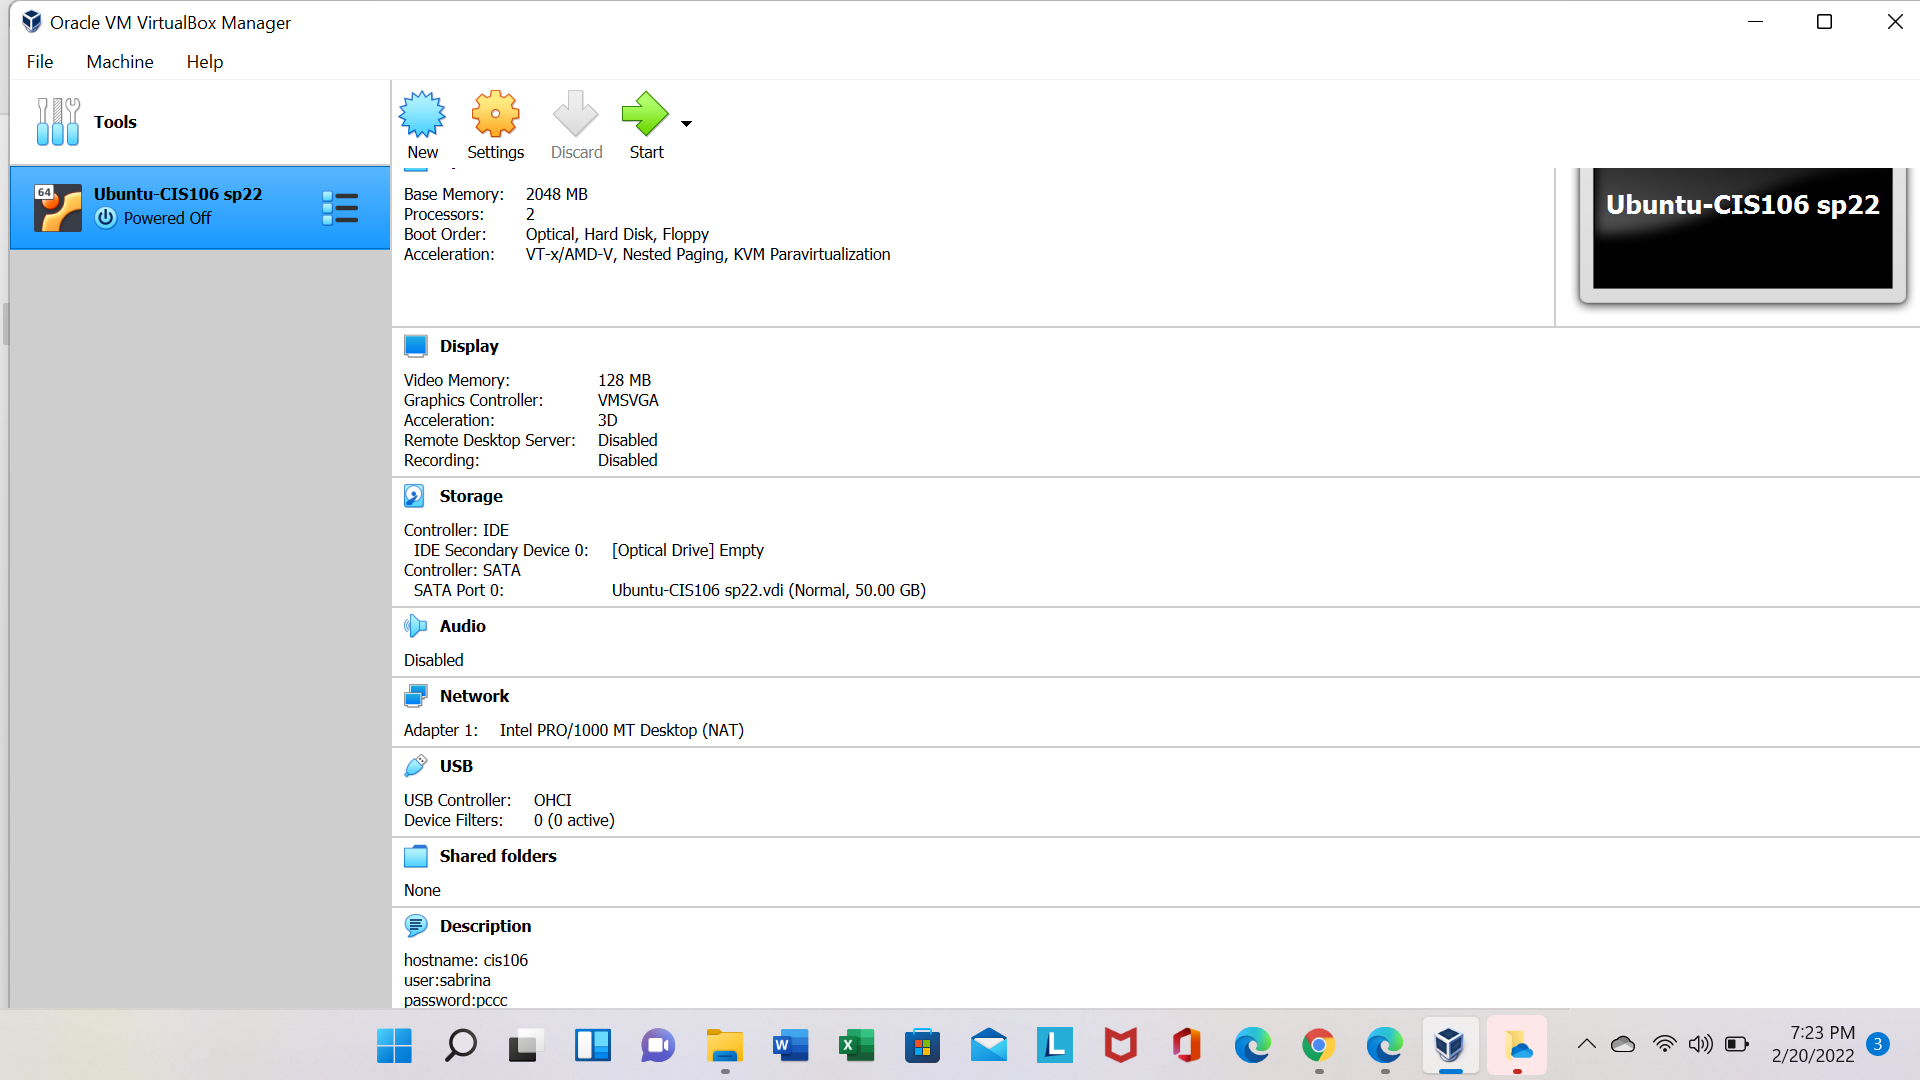 Oracle VM VirtualBox Manager
File Machine Help
Tools
New Settings Discard Start
64
Ubuntu-CIS106 sp22
Powered Off
Base Memory: 2048 MB
Processors: 2
Boot Order: Optical, Hard Disk, Floppy
Acceleration: VT-x/AMD-V, Nested Paging, KVM Paravirtualization
Ubuntu-CIS106 sp22
Display
Video Memory: 128 MB
Graphics Controller: VMSVGA
Acceleration: 3D
Remote Desktop Server: Disabled
Recording: Disabled
Storage
Controller: IDE
IDE Secondary Device 0: [Optical Drive] Empty
Controller: SATA
SATA Port 0: Ubuntu-CIS106 sp22.vdi (Normal, 50.00 GB)
Audio
Disabled
Network
Adapter 1: Intel PRO/1000 MT Desktop (NAT)
USB
USB Controller: OHCI
Device Filters: 0 (0 active)
Shared folders
None
Description
hostname: cis106
user:sabrina
password:pccc
W
X
L
7:23 PM
2/20/2022
3